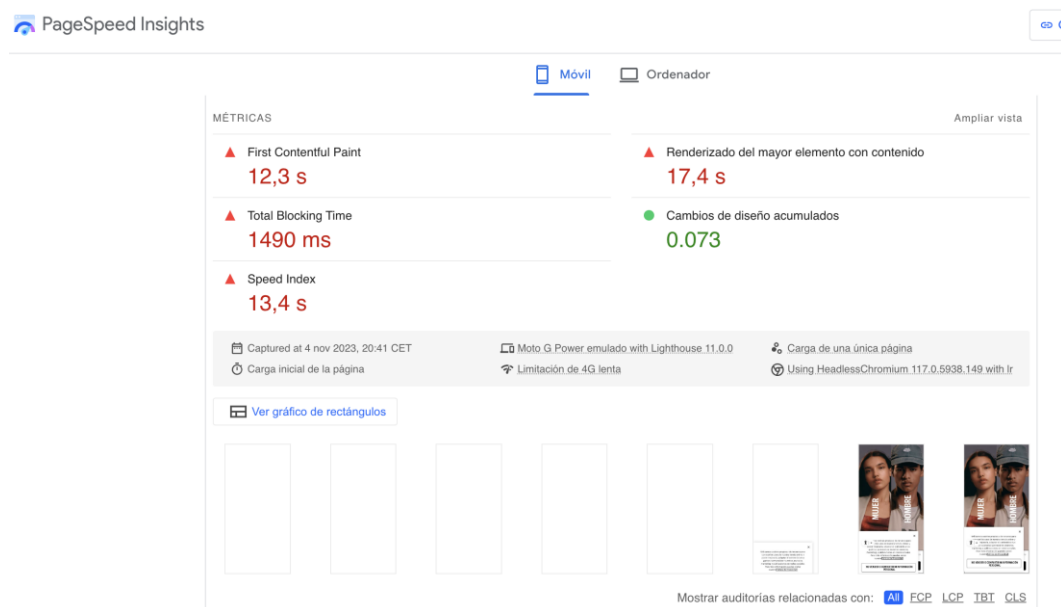 PageSpeed Insights
Móvil
Ordenador
MÉTRICAS
Ampliar vista
First Contentful Paint
12,3 s
Renderizado del mayor elemento con contenido
17,4 s
Total Blocking Time
1490 ms
Cambios de diseño acumulados
0.073
Speed Index
13,4 s
Captured at 4 nov 2023, 20:41 CET
Moto G Power emulado with Lighthouse 11.0.0
Carga de una única página
Carga inicial de la página
Limitación de 4G lenta
Using HeadlessChromium 117.0.5938.149 with lr
Ver gráfico de rectángulos
MUJER
HOMBRE
MUJER
HOMBRE
Mostrar auditorías relacionadas con: All FCP LCP TBT CLS